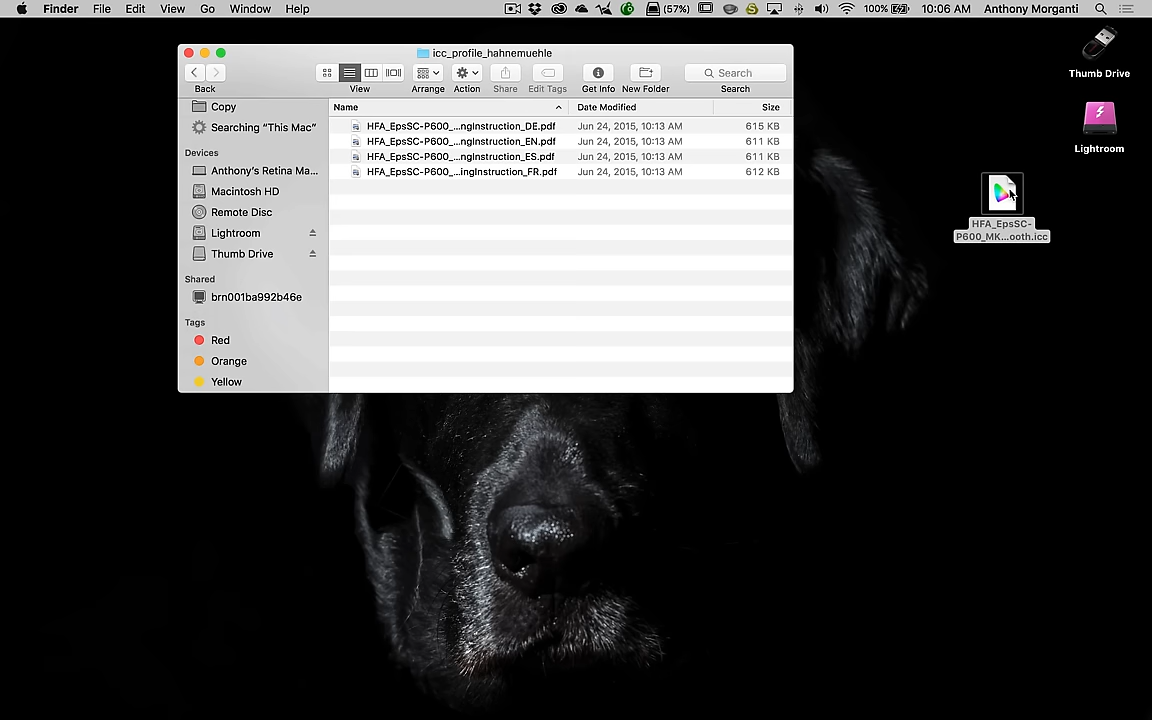 Finder File Edit View Go Window Help (57%) 100% 10:06 AM Anthony Morganti
icc_profile_hahnemuehle
Search
Back View Arrange Action Share Edit Tags Get Info New Folder Search
Copy
Searching “This Mac”
Devices
Anthony's Retina Ma...
Macintosh HD
Remote Disc
Lightroom
Thumb Drive
Shared
brn001ba992b46e
Tags
Red
Orange
Yellow
Name Date Modified Size
HFA_EpsSC-P600_...ngInstruction_DE.pdf Jun 24, 2015, 10:13 AM 615 KB
HFA_EpsSC-P600_...ngInstruction_EN.pdf Jun 24, 2015, 10:13 AM 611 KB
HFA_EpsSC-P600_...ngInstruction_ES.pdf Jun 24, 2015, 10:13 AM 611 KB
HFA_EpsSC-P600_...ingInstruction_FR.pdf Jun 24, 2015, 10:13 AM 612 KB
Thumb Drive
Lightroom
HFA_EpsSC-
P600_MK...ooth.icc